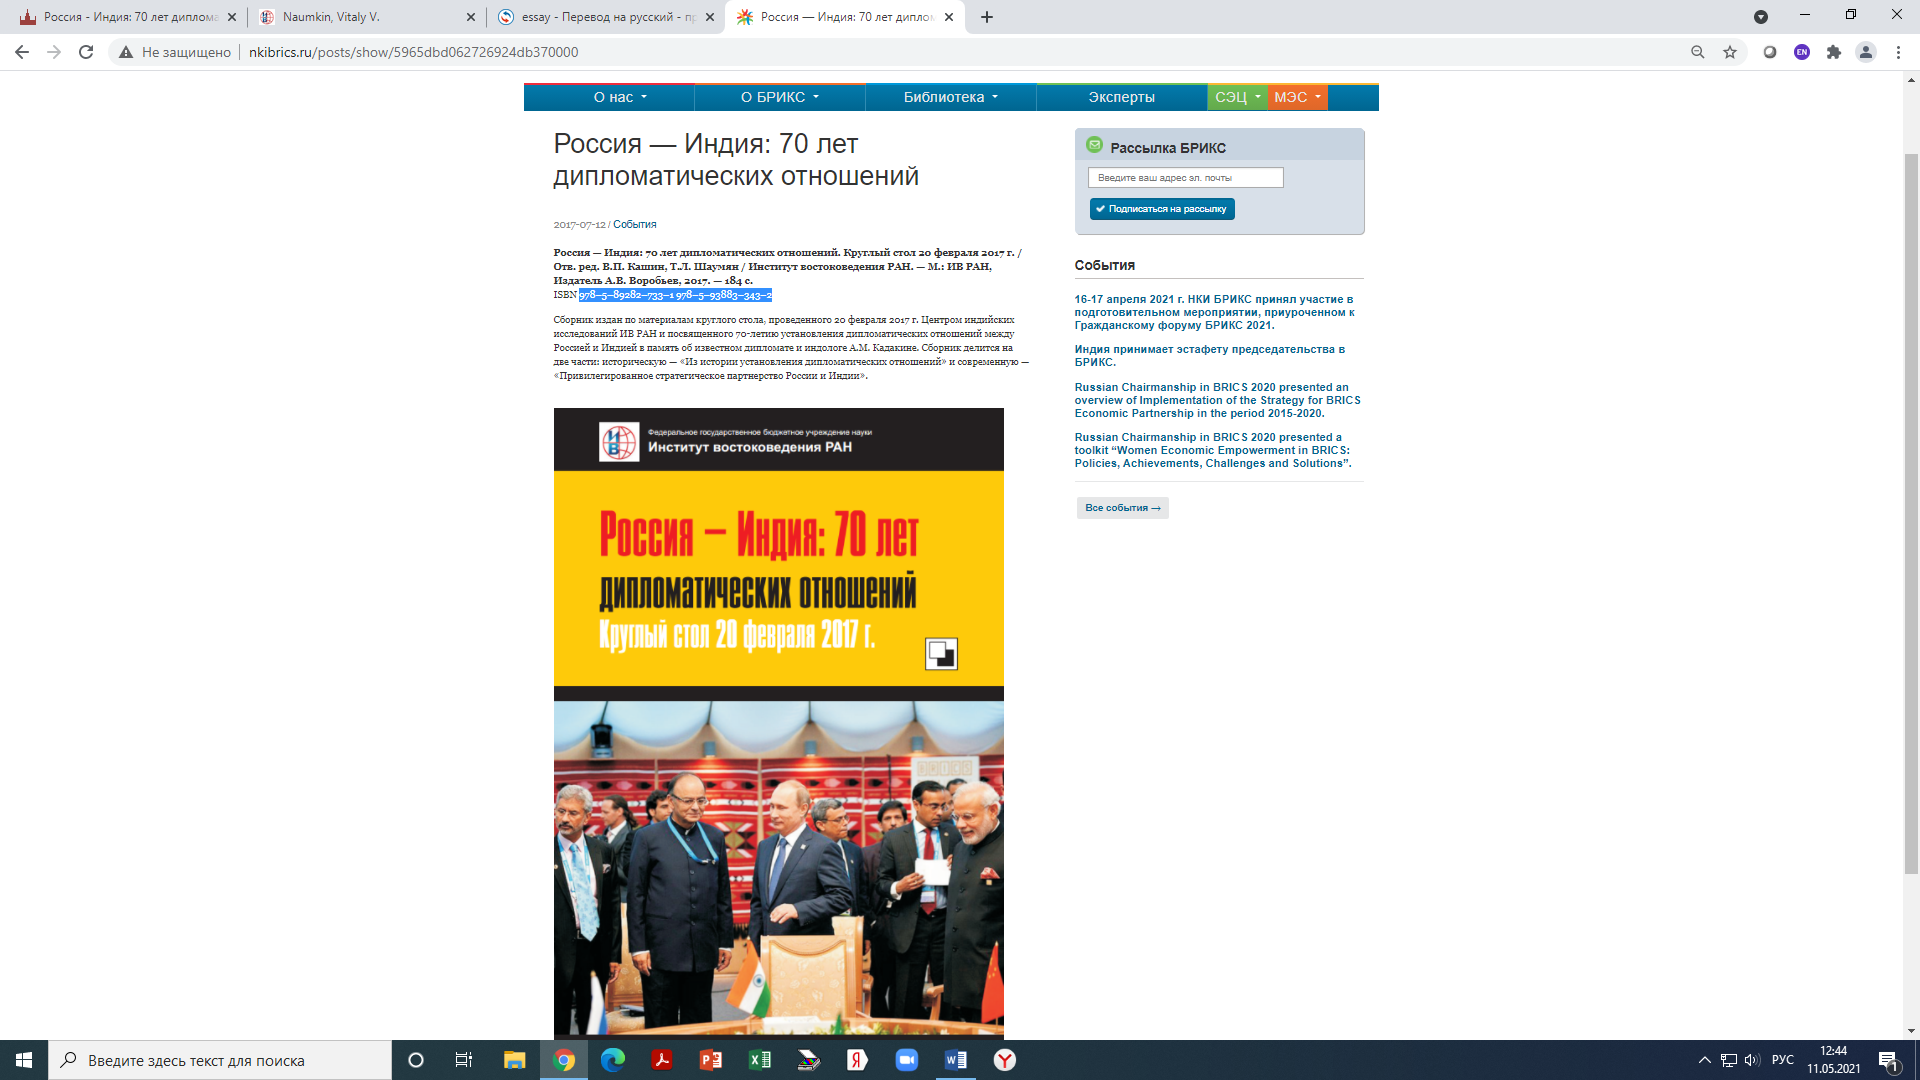 Россия - Индия: 70 лет диплома
Naumkin, Vitaly V.
essay - Перевод на русский - пр
Россия — Индия: 70 лет диплом
Не защищено
nkibrics.ru/posts/show/5965dbd062726924db370000
EN
О нас
О БРИКС
Библиотека
Эксперты
СЭЦ
МЭС
Россия — Индия: 70 лет
дипломатических отношений
2017-07-12 / События
Россия — Индия: 70 лет дипломатических отношений. Круглый стол 20 февраля 2017 г. /
Отв. ред. В.П. Кашин, Т.Л. Шаумян / Институт востоковедения РАН. — М.: ИВ РАН,
Издатель А.В. Воробьев, 2017. — 184 с.
ISBN 978–5–89282–733–1 978–5–93883–343–2
Сборник издан по материалам круглого стола, проведенного 20 февраля 2017 г. Центром индийских
исследований ИВ РАН и посвященного 70-летию установления дипломатических отношений между
Россией и Индией в память об известном дипломате и индологе А.М. Кадакине. Сборник делится на
две части: историческую — «Из истории установления дипломатических отношений» и современную —
«Привилегированное стратегическое партнерство России и Индии».
Федеральное государственное бюджетное учреждение науки
Институт востоковедения РАН
Россия – Индия: 70 лет
дипломатических отношений
Круглый стол 20 февраля 2017 г.
BRICS
Рассылка БРИКС
Введите ваш адрес эл. почты
Подписаться на рассылку
События
16-17 апреля 2021 г. НКИ БРИКС принял участие в
подготовительном мероприятии, приуроченном к
Гражданскому форуму БРИКС 2021.
Индия принимает эстафету председательства в
БРИКС.
Russian Chairmanship in BRICS 2020 presented an
overview of Implementation of the Strategy for BRICS
Economic Partnership in the period 2015-2020.
Russian Chairmanship in BRICS 2020 presented a
toolkit “Women Economic Empowerment in BRICS:
Policies, Achievements, Challenges and Solutions”.
Все события →
Введите здесь текст для поиска
РУС
12:44
11.05.2021
1